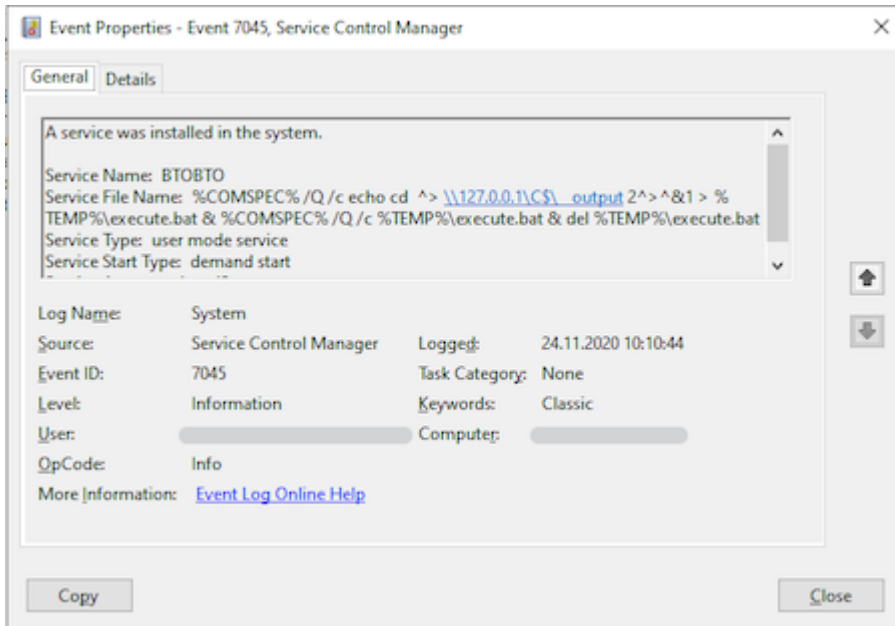 Event Properties - Event 7045, Service Control Manager
General Details
A service was installed in the system.
Service Name: BTOBTO
Service File Name: %COMSPEC% /Q /c echo cd ^> \\127.0.0.1\C$\__output 2^>^&1 > %
TEMP%\execute.bat & %COMSPEC% /Q /c %TEMP%\execute.bat & del %TEMP%\execute.bat
Service Type: user mode service
Service Start Type: demand start
Log Name: System
Source: Service Control Manager Logged: 24.11.2020 10:10:44
Event ID: 7045 Task Category: None
Level: Information Keywords: Classic
User: Computer:
OpCode: Info
More Information: Event Log Online Help
Copy Close